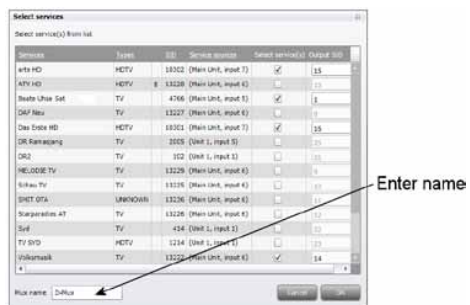 Select services
Select service(s) from list
Services Types SID Service sources Select service(s) Output SID
arte HD HDTV 10302 (Main Unit, input 7) 15
ATV HD HDTV 13228 (Main Unit, input 6)
Beate Uhse Sat TV 4766 (Main Unit, input 5) 1
DAF Neu TV 13227 (Main Unit, input 6)
Das Erste HD HDTV 10301 (Main Unit, input 7) 15
DR Ramasjang TV 2005 (Unit 1, input 5)
DR2 TV 102 (Unit 1, input 1)
MELODIE TV TV 13229 (Main Unit, input 6)
Schau TV TV 13225 (Main Unit, input 6)
SMIT OTA UNKNOWN 13236 (Main Unit, input 6)
Starparadies AT TV 13226 (Main Unit, input 6)
Syd TV 414 (Unit 1, input 1)
TV SYD HDTV 1214 (Unit 1, input 1)
Volksmusik TV 13222 (Main Unit, input 6) 14
Enter name
Mux name D-Mux Cancel OK